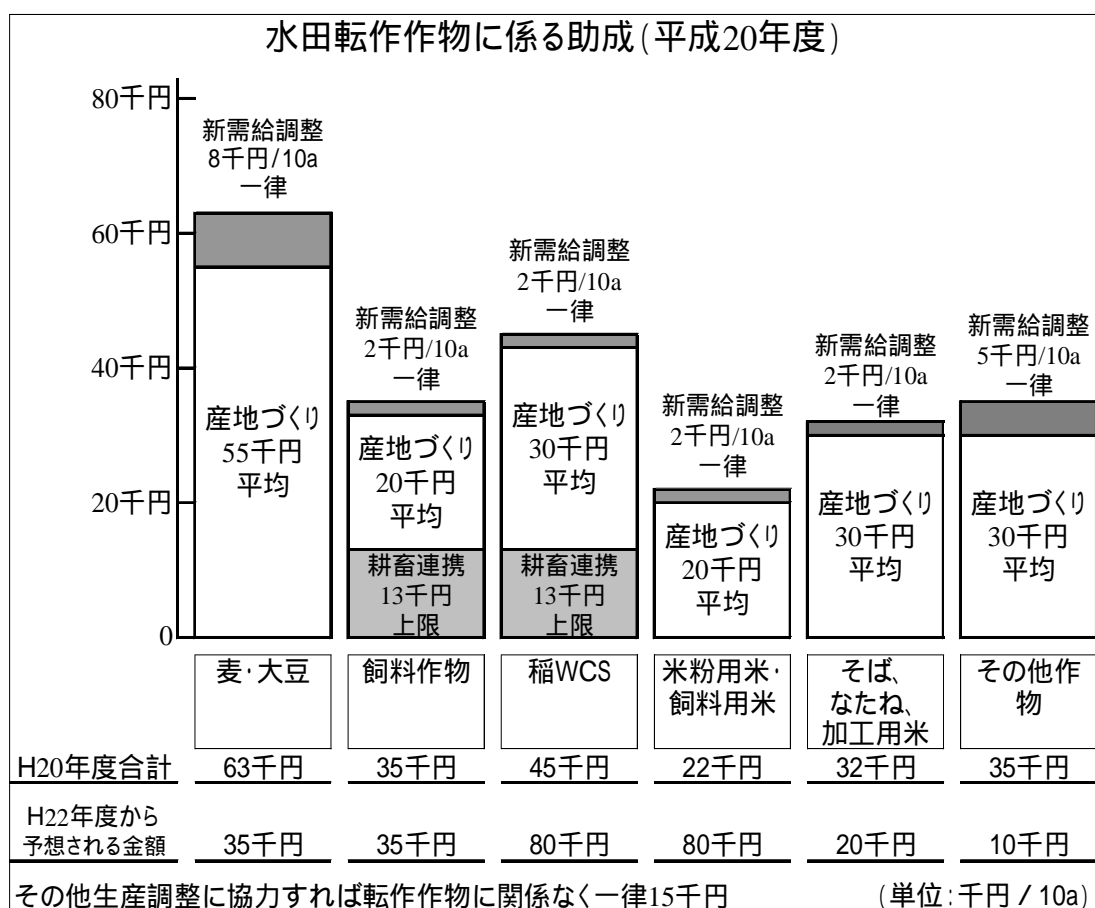 水田転作作物に係る助成(平成20年度)
80千円
60千円
40千円
20千円
0
新需給調整
8千円/10a
一律
産地づくり
55千円
平均
新需給調整
2千円/10a
一律
産地づくり
20千円
平均
耕畜連携
13千円
上限
新需給調整
2千円/10a
一律
産地づくり
30千円
平均
耕畜連携
13千円
上限
新需給調整
2千円/10a
一律
産地づくり
20千円
平均
新需給調整
2千円/10a
一律
産地づくり
30千円
平均
新需給調整
5千円/10a
一律
産地づくり
30千円
平均
麦・大豆
飼料作物
稲WCS
米粉用米・
飼料用米
そば、
なたね、
加工用米
その他作
物
H20年度合計 63千円 35千円 45千円 22千円 32千円 35千円
H22年度から
予想される金額 35千円 35千円 80千円 80千円 20千円 10千円
その他生産調整に協力すれば転作作物に関係なく一律15千円 (単位:千円/10a)